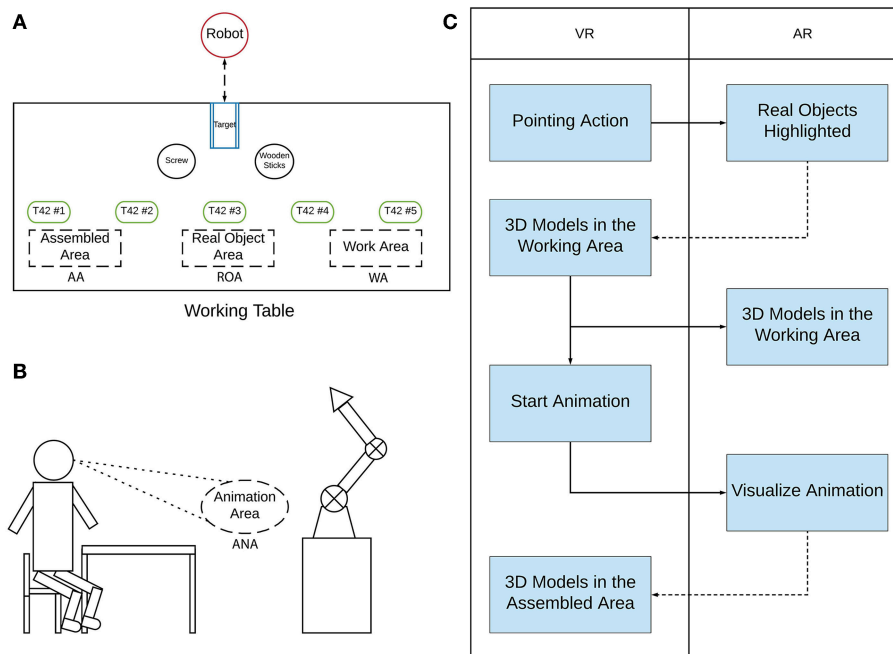 A
Robot
Target
Screw
Wooden
Sticks
T42 #1
T42 #2
T42 #3
T42 #4
T42 #5
Assembled
Area
Real Object
Area
Work Area
AA
ROA
WA
Working Table
B
Animation
Area
ANA
C
VR
AR
Pointing Action
Real Objects
Highlighted
3D Models in the
Working Area
3D Models in the
Working Area
Start Animation
Visualize Animation
3D Models in the
Assembled Area